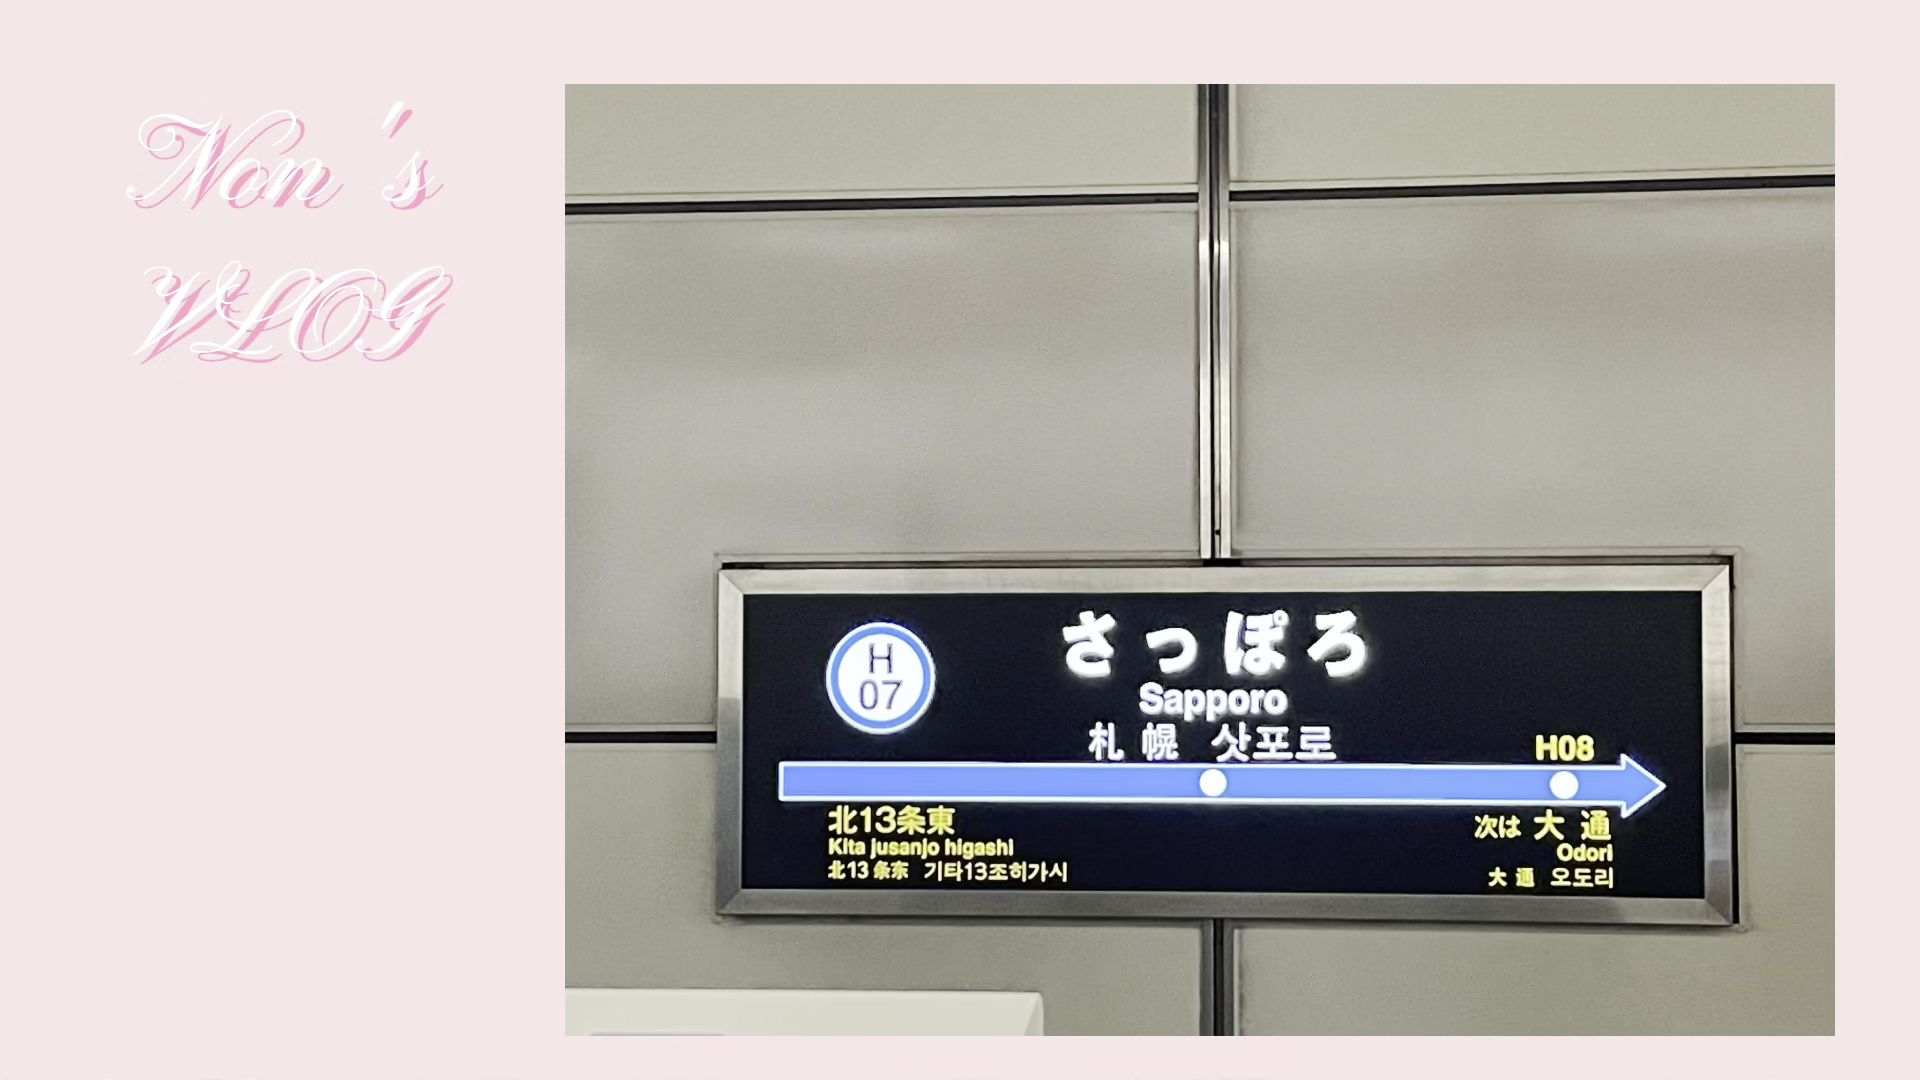 Nom's
VLOG
H
07
さっぽろ
Sapporo
札幌 삿포로
H08
北13条東
Kita jusanjo higashi
北13条东 기타13조히가시
次は 大通
Odori
大通 오도리